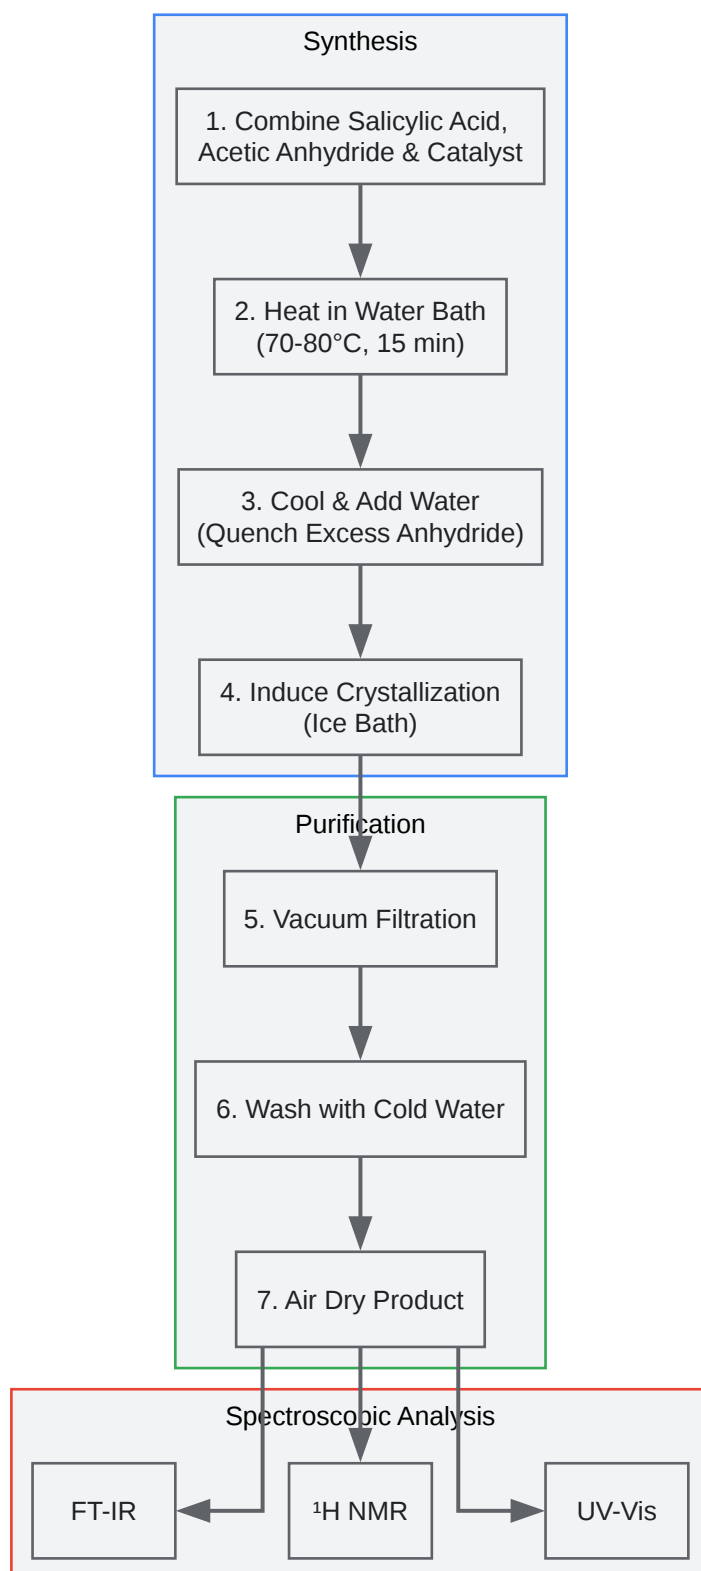 Synthesis
1. Combine Salicylic Acid,
Acetic Anhydride & Catalyst
2. Heat in Water Bath
(70-80°C, 15 min)
3. Cool & Add Water
(Quench Excess Anhydride)
4. Induce Crystallization
(Ice Bath)
Purification
5. Vacuum Filtration
6. Wash with Cold Water
7. Air Dry Product
Spectroscopic Analysis
FT-IR
¹H NMR
UV-Vis